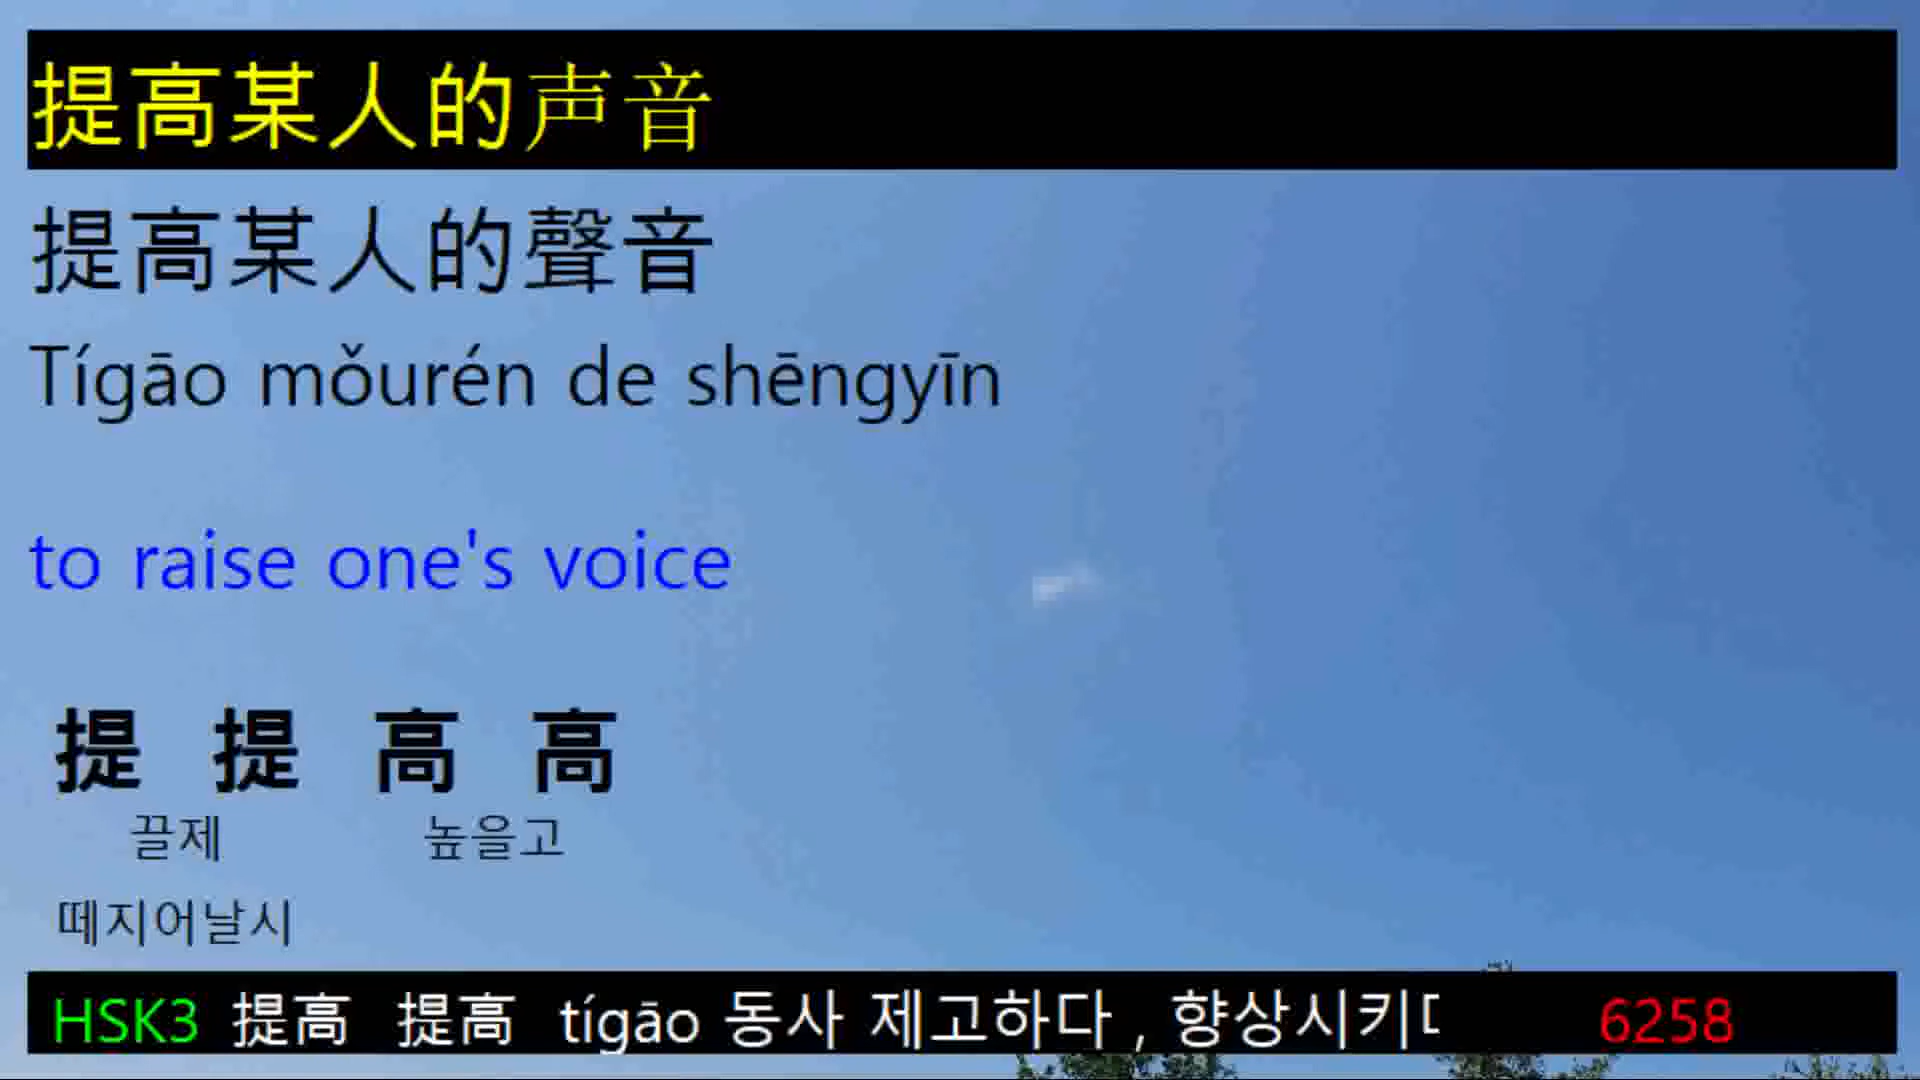 提高某人的声音
提高某人的聲音
Tígāo mǒurén de shēngyīn
to raise one's voice
提 提 高 高
끌제 높을고
떼지어날시
HSK3 提高 提高 tígāo 동사 제고하다 , 향상시키ㄷ 6258